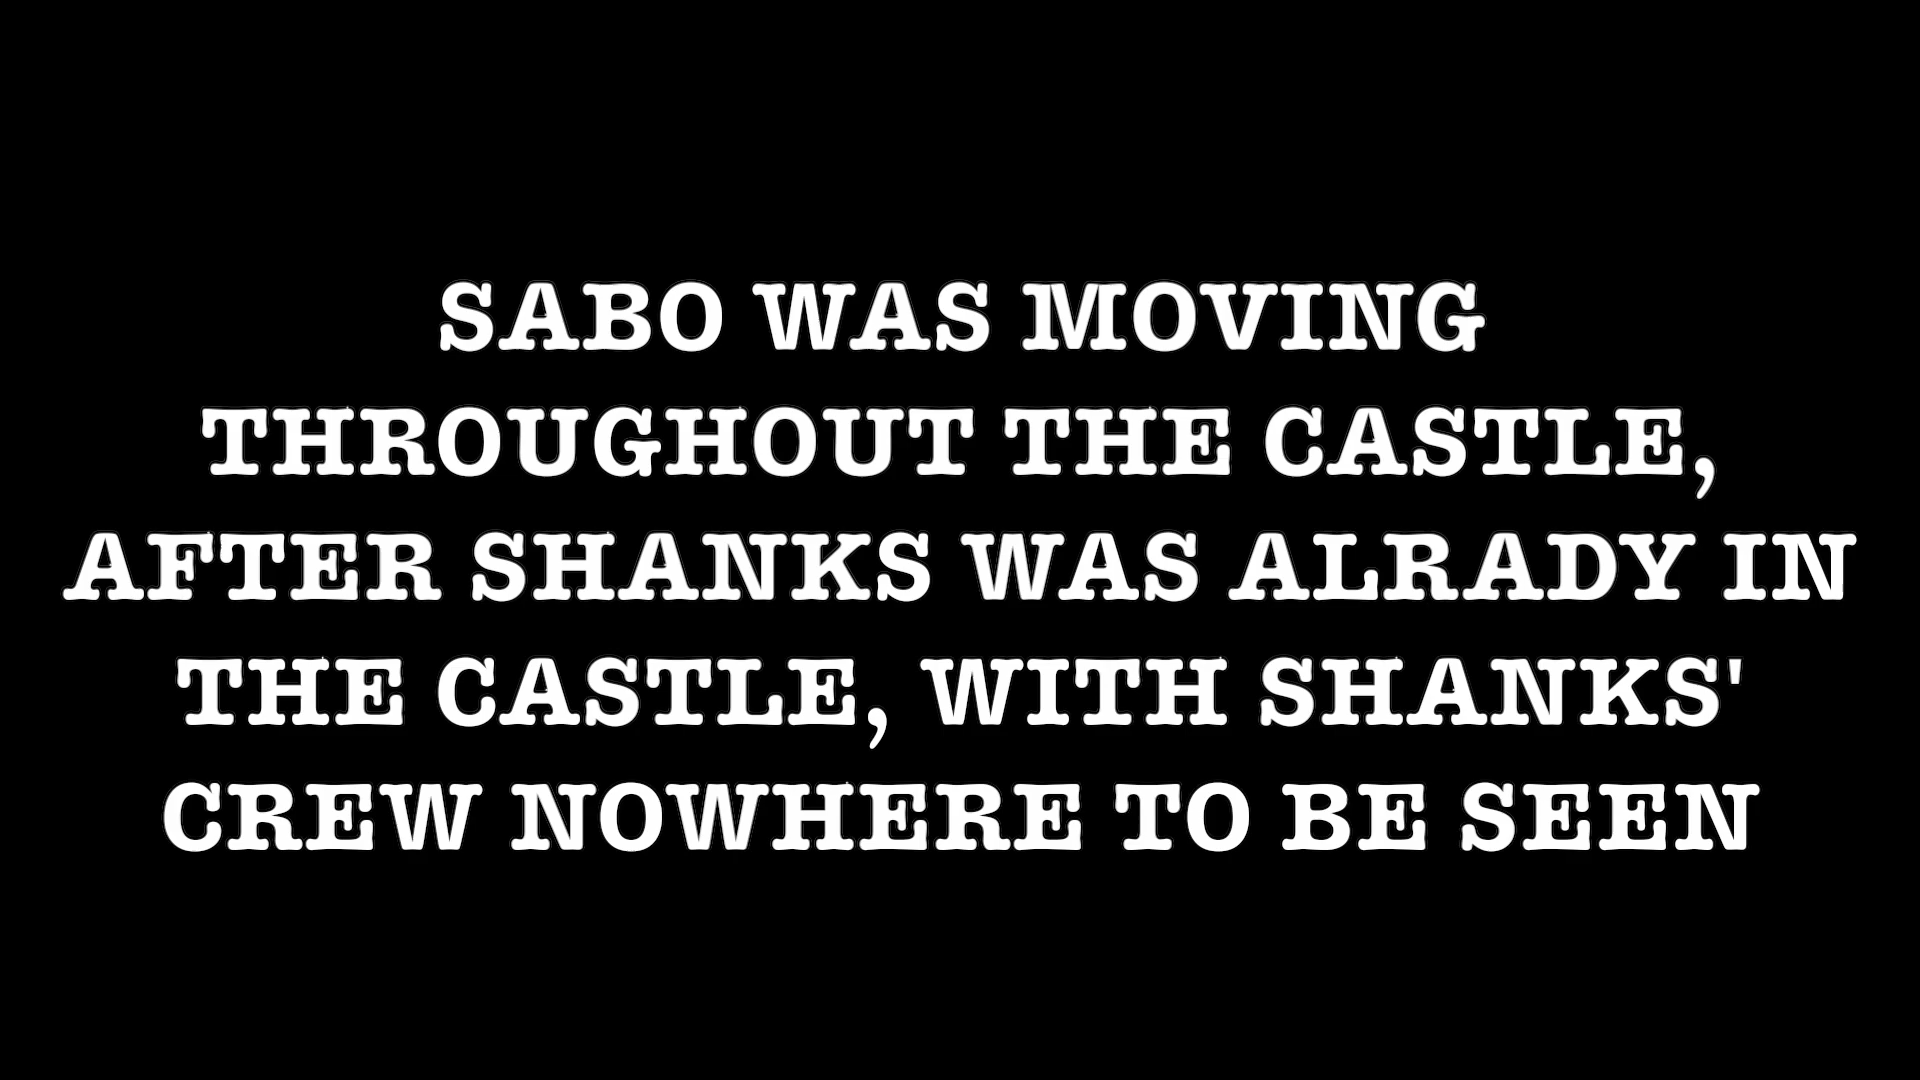 SABO WAS MOVING
THROUGHOUT THE CASTLE,
AFTER SHANKS WAS ALRADY IN
THE CASTLE, WITH SHANKS'
CREW NOWHERE TO BE SEEN